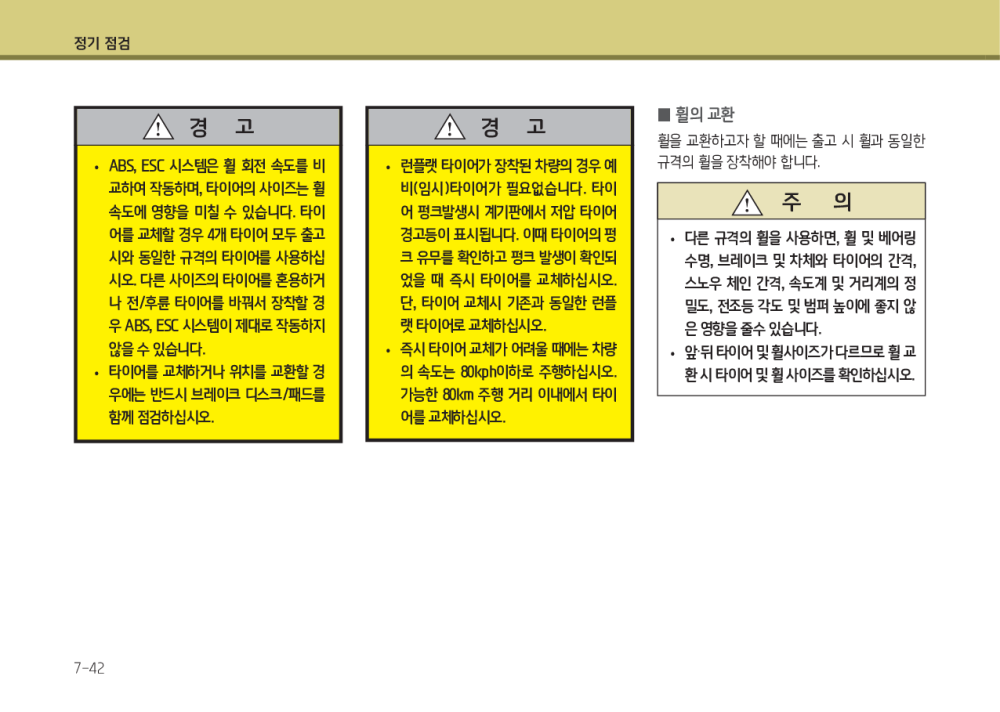 정기 점검
경 고
• ABS, ESC 시스템은 휠 회전 속도를 비
교하여 작동하며, 타이어의 사이즈는 휠
속도에 영향을 미칠 수 있습니다. 타이
어를 교체할 경우 4개 타이어 모두 출고
시와 동일한 규격의 타이어를 사용하십
시오. 다른 사이즈의 타이어를 혼용하거
나 전/후륜 타이어를 바꿔서 장착할 경
우 ABS, ESC 시스템이 제대로 작동하지
않을 수 있습니다.
• 타이어를 교체하거나 위치를 교환할 경
우에는 반드시 브레이크 디스크/패드를
함께 점검하십시오.
경 고
• 런플랫 타이어가 장착된 차량의 경우 예
비(임시)타이어가 필요없습니다. 타이
어 펑크발생시 계기판에서 저압 타이어
경고등이 표시됩니다. 이때 타이어의 펑
크 유무를 확인하고 펑크 발생이 확인되
었을 때 즉시 타이어를 교체하십시오.
단, 타이어 교체시 기존과 동일한 런플
랫 타이어로 교체하십시오.
• 즉시 타이어 교체가 어려울 때에는 차량
의 속도는 80kph이하로 주행하십시오.
가능한 80km 주행 거리 이내에서 타이
어를 교체하십시오.
■ 휠의 교환
휠을 교환하고자 할 때에는 출고 시 휠과 동일한
규격의 휠을 장착해야 합니다.
주 의
• 다른 규격의 휠을 사용하면, 휠 및 베어링
수명, 브레이크 및 차체와 타이어의 간격,
스노우 체인 간격, 속도계 및 거리계의 정
밀도, 전조등 각도 및 범퍼 높이에 좋지 않
은 영향을 줄수 있습니다.
• 앞·뒤 타이어 및 휠사이즈가 다르므로 휠 교
환 시 타이어 및 휠 사이즈를 확인하십시오.
7-42